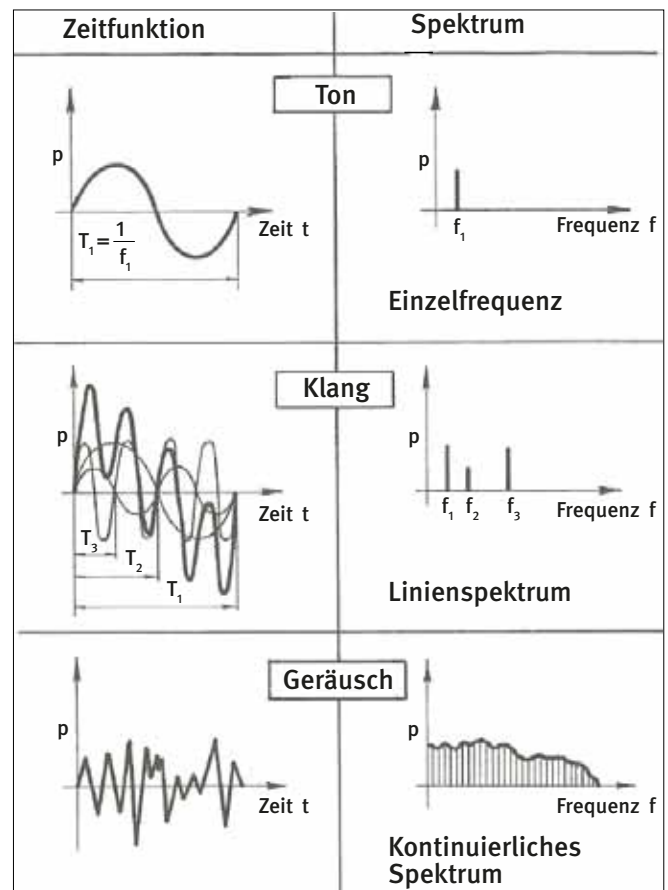 Zeitfunktion
Spektrum
Ton
p
T₁ = 1/f₁
Zeit t
p
f₁
Frequenz f
Einzelfrequenz
Klang
p
T₃
T₂
T₁
Zeit t
p
f₁ f₂ f₃
Frequenz f
Linienspektrum
Geräusch
p
Zeit t
p
Frequenz f
Kontinuierliches
Spektrum